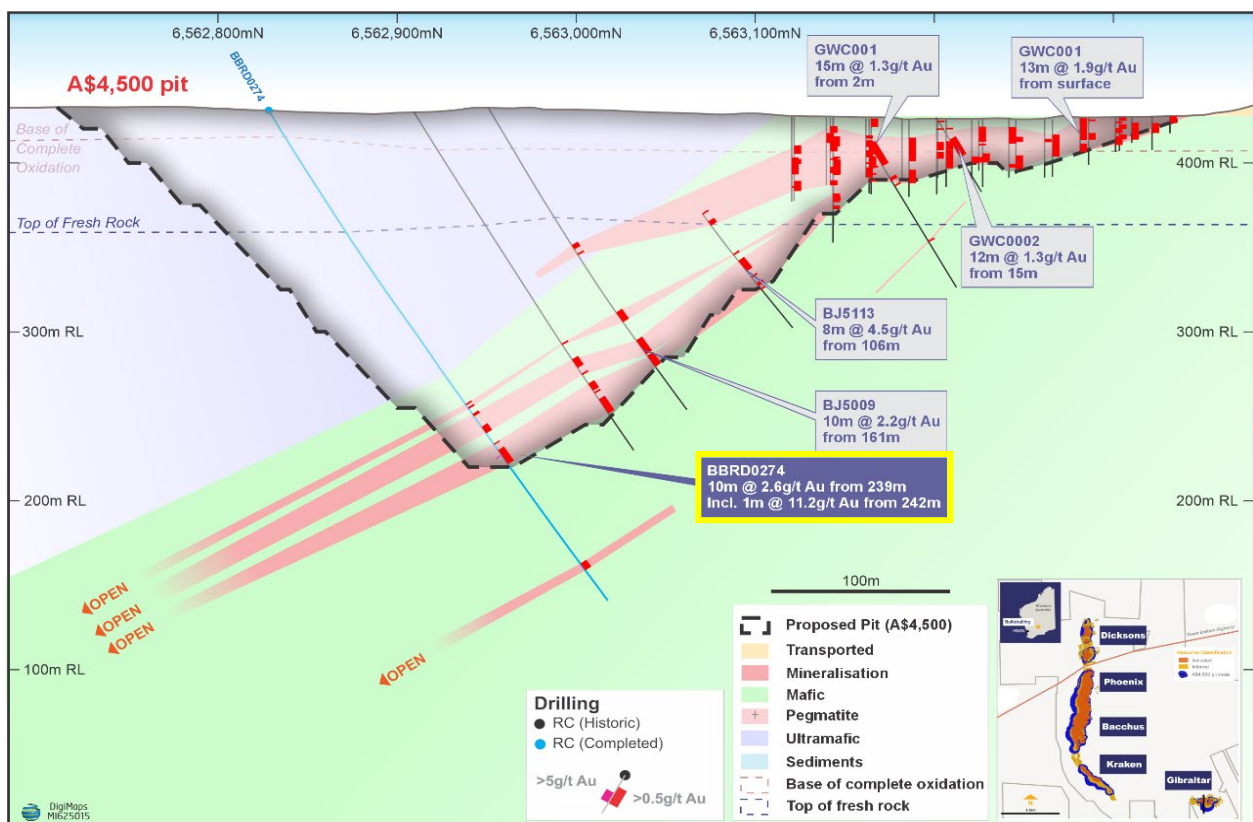 6,562,800mN
6,562,900mN
6,563,000mN
6,563,100mN
A$4,500 pit
BBRD0274
GWC001
15m @ 1.3g/t Au
from 2m
GWC001
13m @ 1.9g/t Au
from surface
Base of
Complete
Oxidation
400m RL
Top of Fresh Rock
GWC0002
12m @ 1.3g/t Au
from 15m
BJ5113
8m @ 4.5g/t Au
from 106m
300m RL
300m RL
BJ5009
10m @ 2.2g/t Au
from 161m
BBRD0274
10m @ 2.6g/t Au from 239m
Incl. 1m @ 11.2g/t Au from 242m
200m RL
200m RL
OPEN
OPEN
OPEN
OPEN
100m RL
100m
Proposed Pit (A$4,500)
Transported
Mineralisation
Mafic
Pegmatite
Ultramafic
Sediments
Base of complete oxidation
Top of fresh rock
Drilling
RC (Historic)
RC (Completed)
>5g/t Au
>0.5g/t Au
DigiMaps
MI625015
Dicksons
Phoenix
Bacchus
Kraken
Gibraltar